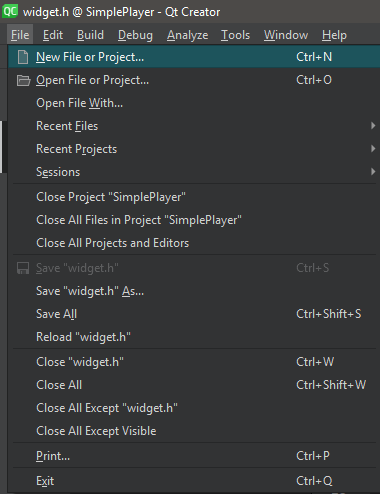 QC widget.h @ SimplePlayer - Qt Creator
File Edit Build Debug Analyze Tools Window Help
New File or Project... Ctrl+N
Open File or Project... Ctrl+O
Open File With...
Recent Files
Recent Projects
Sessions
Close Project "SimplePlayer"
Close All Files in Project "SimplePlayer"
Close All Projects and Editors
Save "widget.h" Ctrl+S
Save "widget.h" As...
Save All Ctrl+Shift+S
Reload "widget.h"
Close "widget.h" Ctrl+W
Close All Ctrl+Shift+W
Close All Except "widget.h"
Close All Except Visible
Print... Ctrl+P
Exit Ctrl+Q